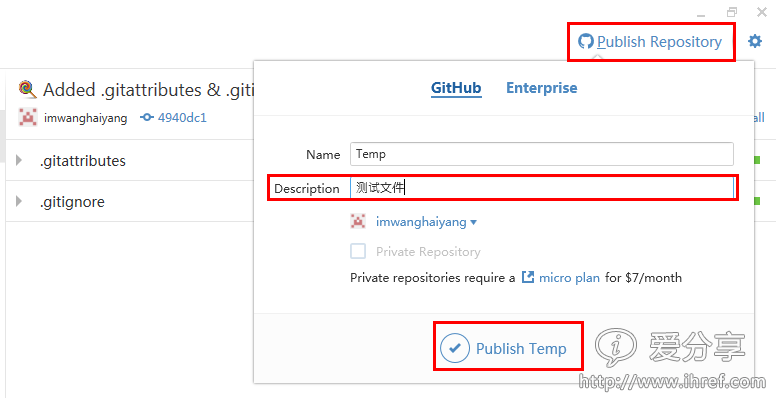 Publish Repository
Added .gitattributes & .giti
imwanghaiyang 4940dc1
all
.gitattributes
.gitignore
GitHub Enterprise
Name Temp
Description 测试文件
imwanghaiyang
Private Repository
Private repositories require a micro plan for $7/month
Publish Temp
爱分享
http://www.ihref.com